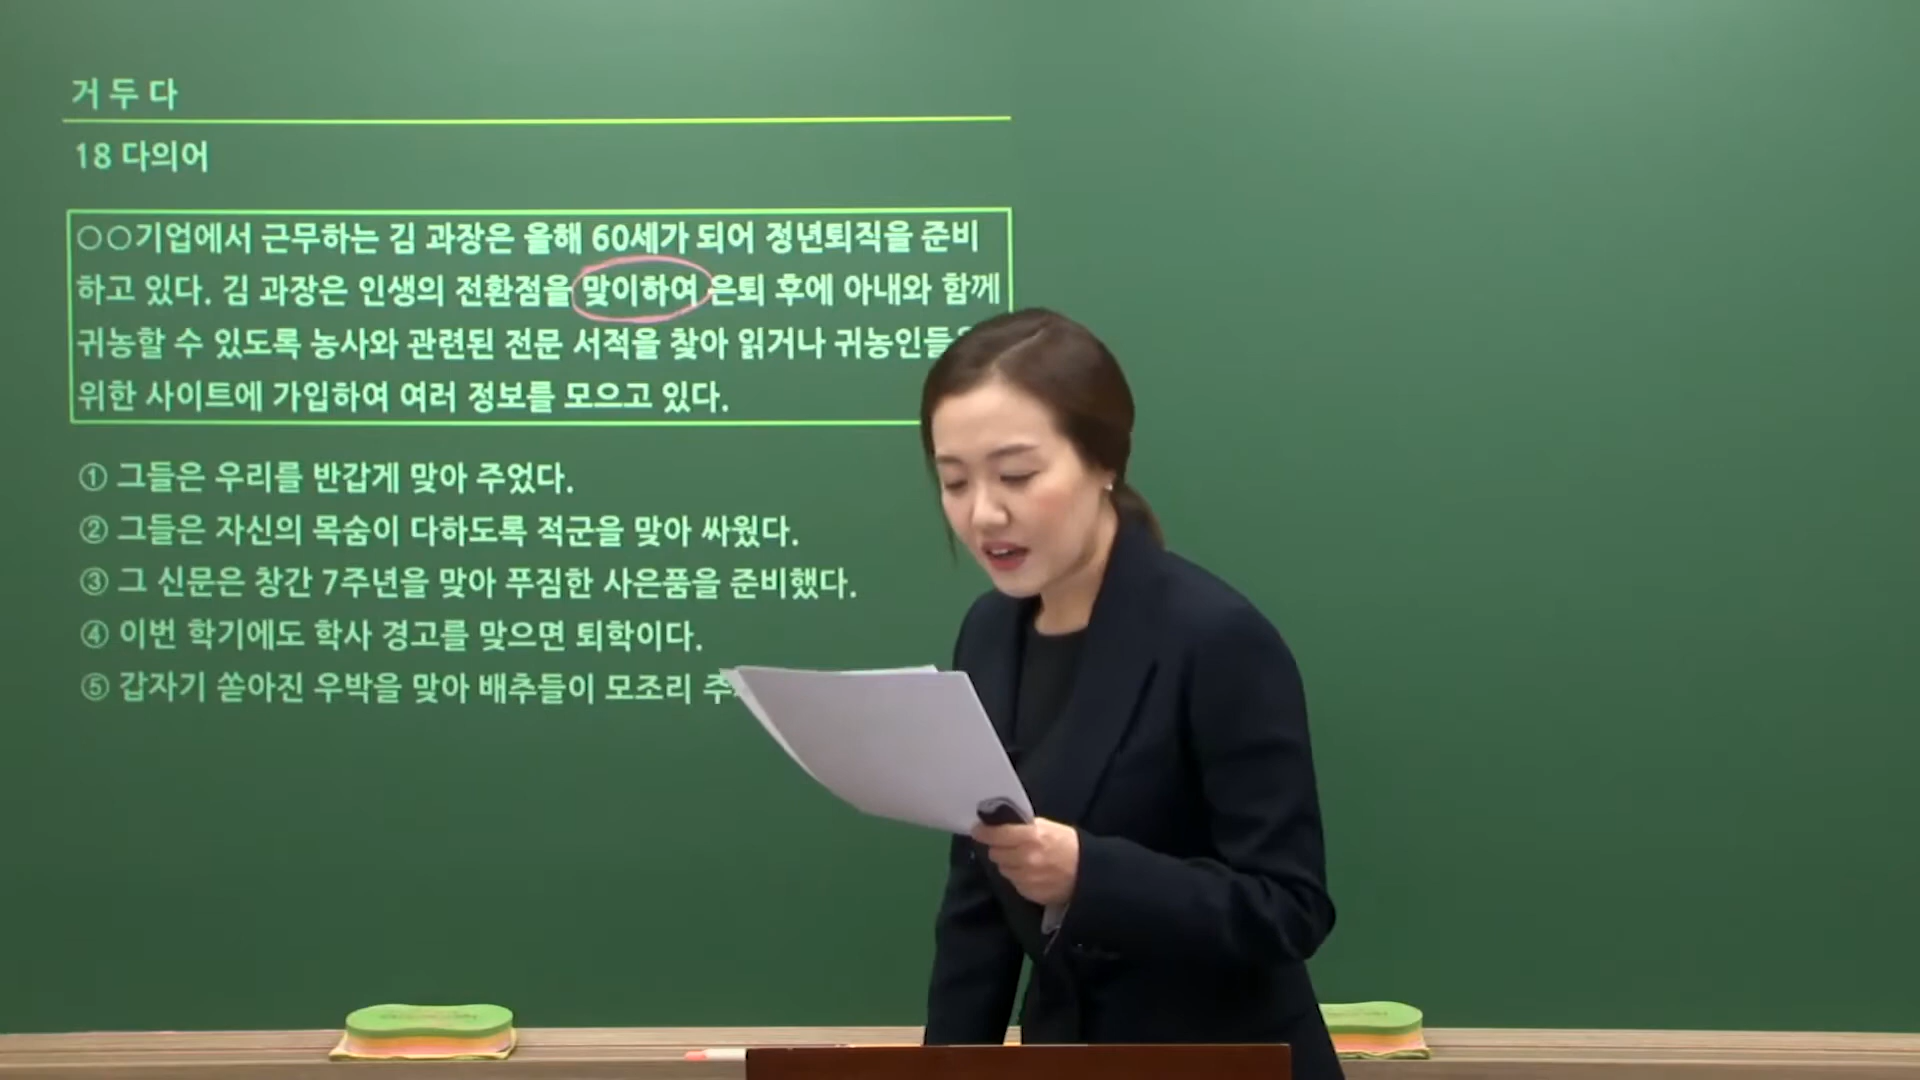 거 두 다
18 다의어
○○기업에서 근무하는 김 과장은 올해 60세가 되어 정년퇴직을 준비
하고 있다. 김 과장은 인생의 전환점을 맞이하여 은퇴 후에 아내와 함께
귀농할 수 있도록 농사와 관련된 전문 서적을 찾아 읽거나
위한 사이트에 가입하여 여러 정보를 모으고 있다.
① 그들은 우리를 반갑게 맞아 주었다.
② 그들은 자신의 목숨이 다하도록 적군을 맞아 싸웠다.
③ 그 신문은 창간 7주년을 맞아 푸짐한 사은품을 준비했다.
④ 이번 학기에도 학사 경고를 맞으면 퇴학이다.
⑤ 갑자기 쏟아진 우박을 맞아 배추들이 모조리